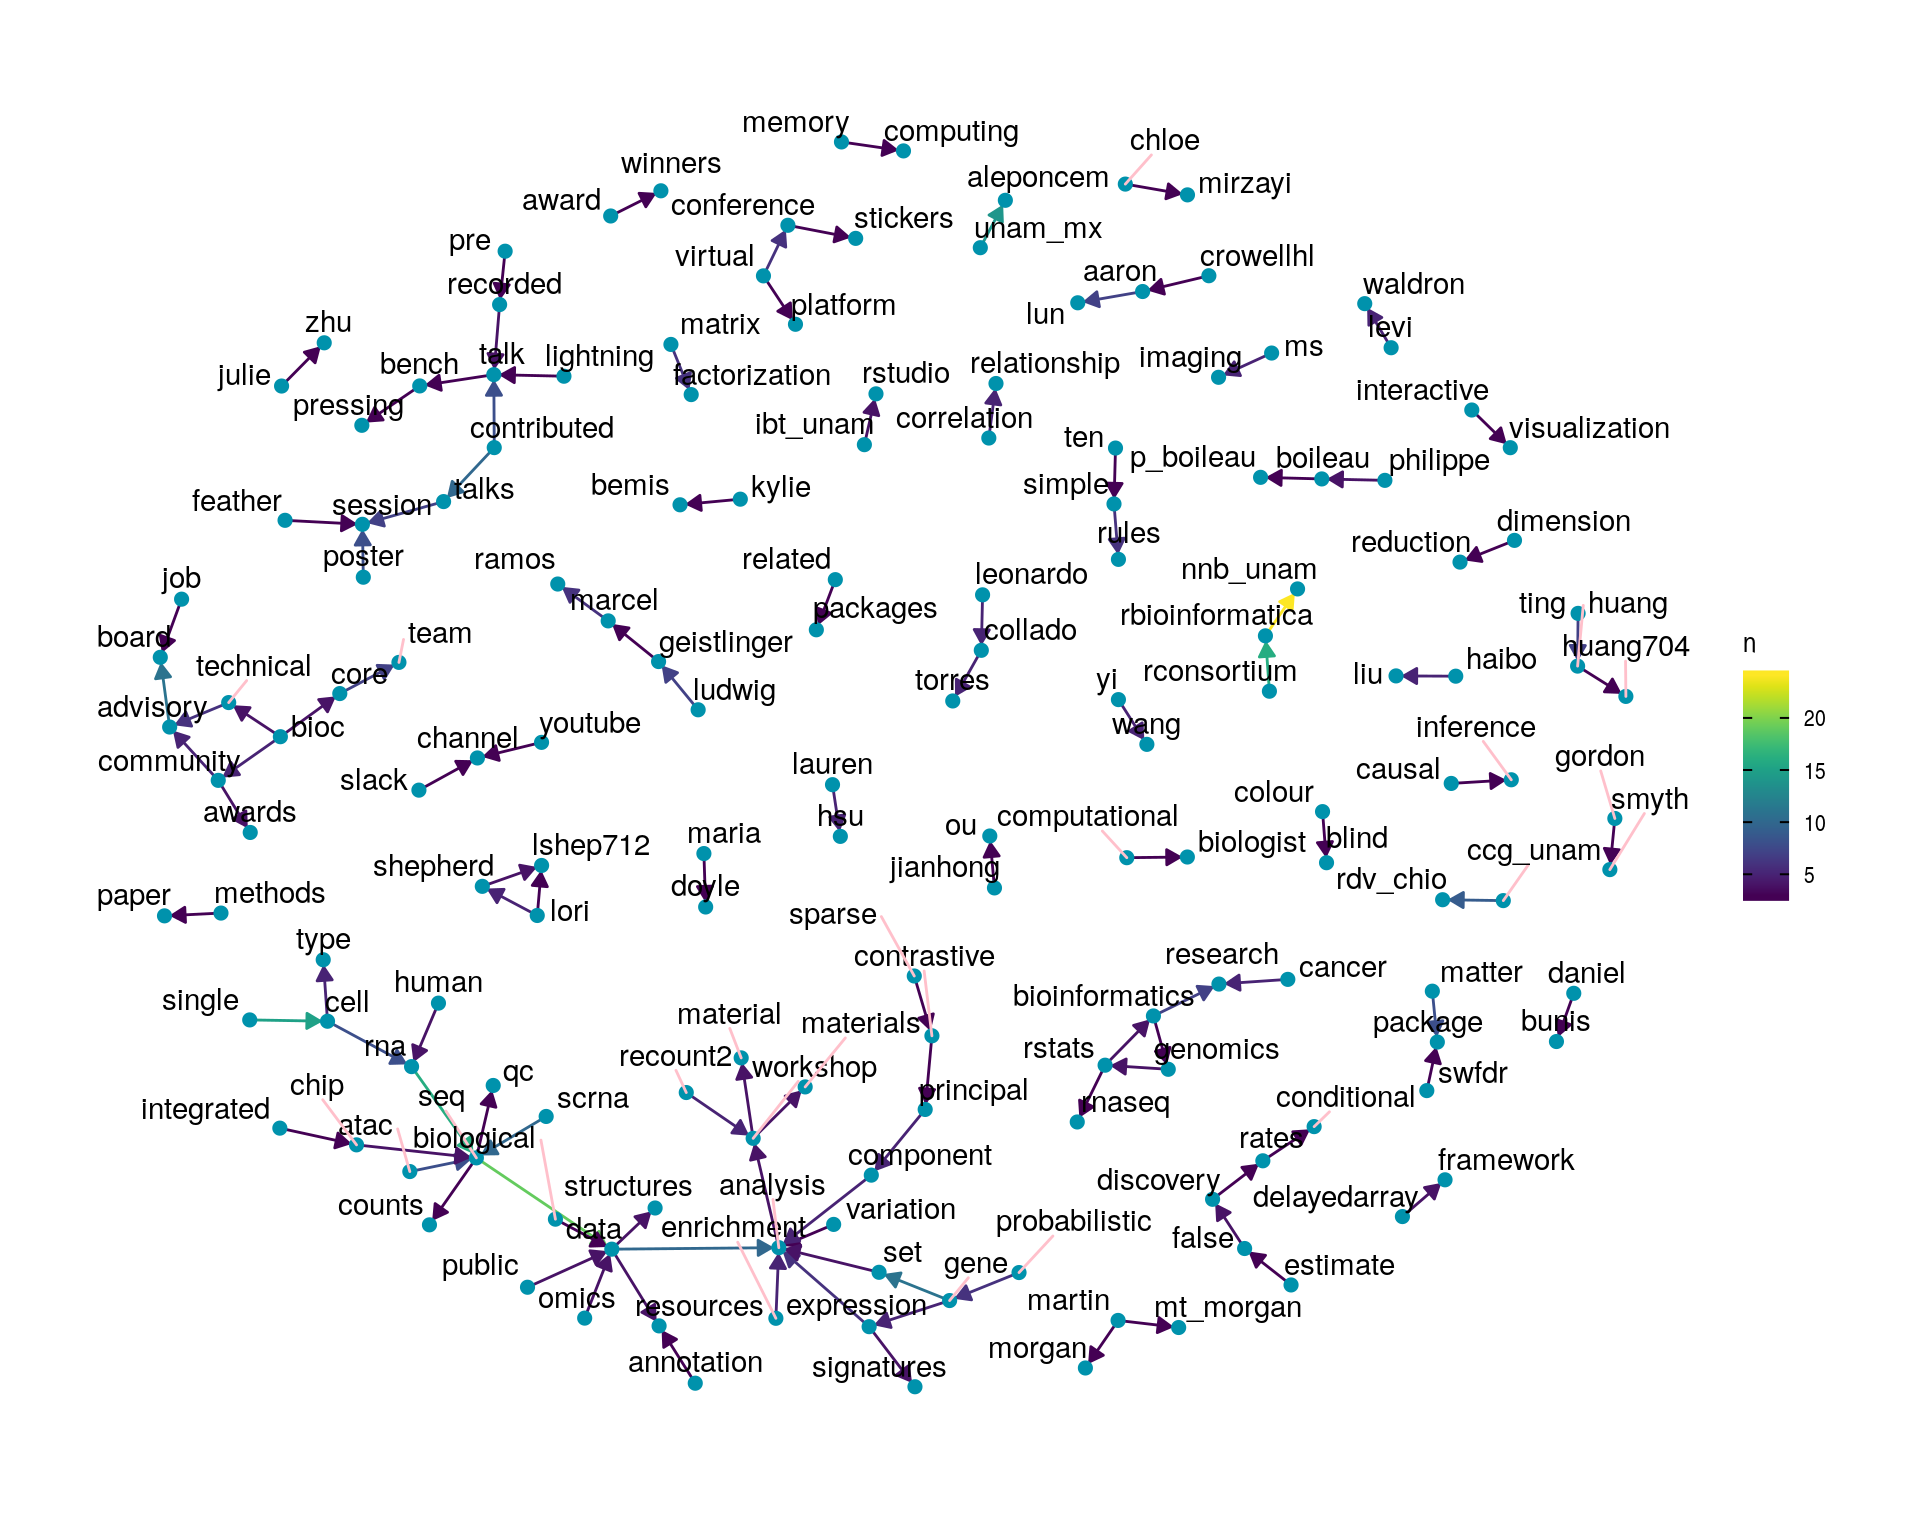 memory
computing
chloe
winners
aleponcem
mirzayi
award
conference
stickers
unam_mx
pre
virtual
aaron
crowellhl
recorded
platform
lun
waldron
zhu
matrix
levi
talk
lightning
relationship
imaging
ms
julie
bench
factorization
rstudio
interactive
pressing
ibt_unam
correlation
contributed
ten
visualization
p_boileau
boileau
philippe
bemis
kylie
simple
feather
session
talks
dimension
poster
rules
reduction
ramos
related
leonardo
nnb_unam
job
marcel
packages
rbioinformatica
ting
huang
board
team
geistlinger
collado
huang704
n
technical
core
torres
rconsortium
liu
haibo
ludwig
yi
advisory
bioc
youtube
wang
inference
20
channel
community
gordon
slack
lauren
causal
15
colour
smyth
awards
hsu
ou
computational
10
maria
biologist
blind
lshep712
ccg_unam
shepherd
jianhong
rdv_chio
5
paper
methods
doyle
lori
sparse
type
contrastive
research
cancer
human
matter
daniel
single
cell
bioinformatics
material
materials
package
bunis
rna
recount2
workshop
rstats
genomics
qc
swfdr
chip
seq
principal
conditional
integrated
scrna
rnaseq
atac
biological
rates
component
framework
structures
analysis
discovery
counts
delayedarray
data
enrichment
variation
probabilistic
false
set
public
gene
estimate
omics
resources
expression
martin
mt_morgan
annotation
signatures
morgan